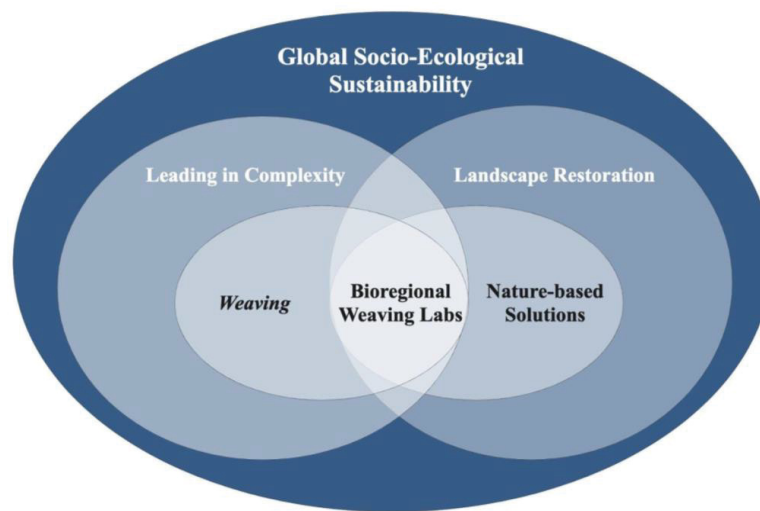 Global Socio-Ecological
Sustainability
Leading in Complexity
Landscape Restoration
Weaving
Bioregional
Weaving Labs
Nature-based
Solutions